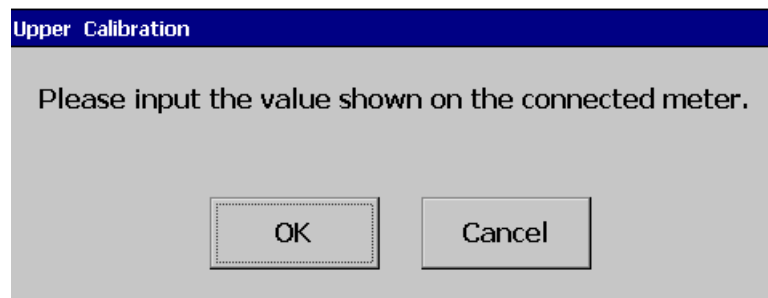 Upper Calibration
Please input the value shown on the connected meter.
OK
Cancel